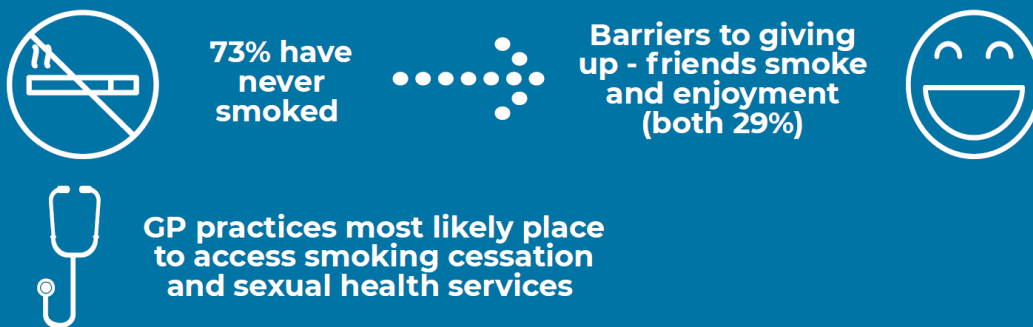 73% have
never
smoked
Barriers to giving
up - friends smoke
and enjoyment
(both 29%)
GP practices most likely place
to access smoking cessation
and sexual health services